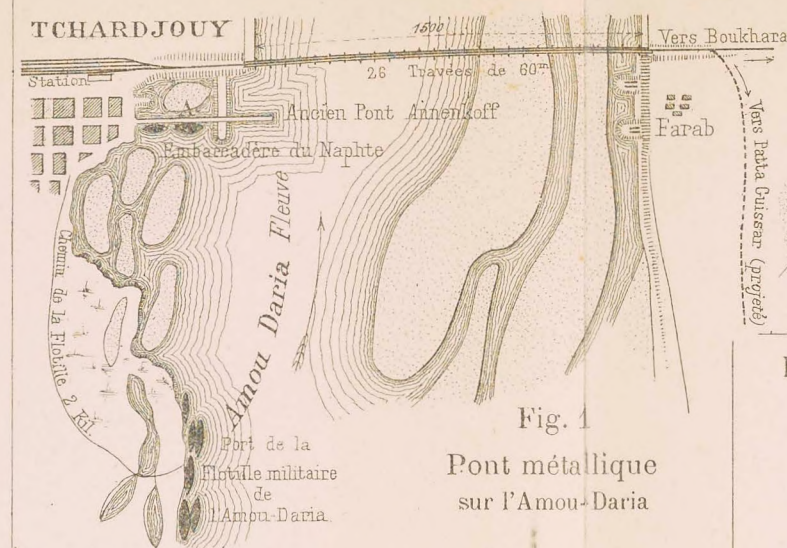 TCHARDJOUY
1500
Vers Boukhara
Station
26 Travées de 60m
Ancien Pont Annenkoff
A
Farab
Embarcadère du Naphte
Vers Patta Guissar (projeté)
Amou Daria Fleuve
Chemin de la Flotille 2 Kil.
Port de la
Flotille militaire
de
l'Amou-Daria
Fig. 1
Pont métallique
sur l'Amou-Daria